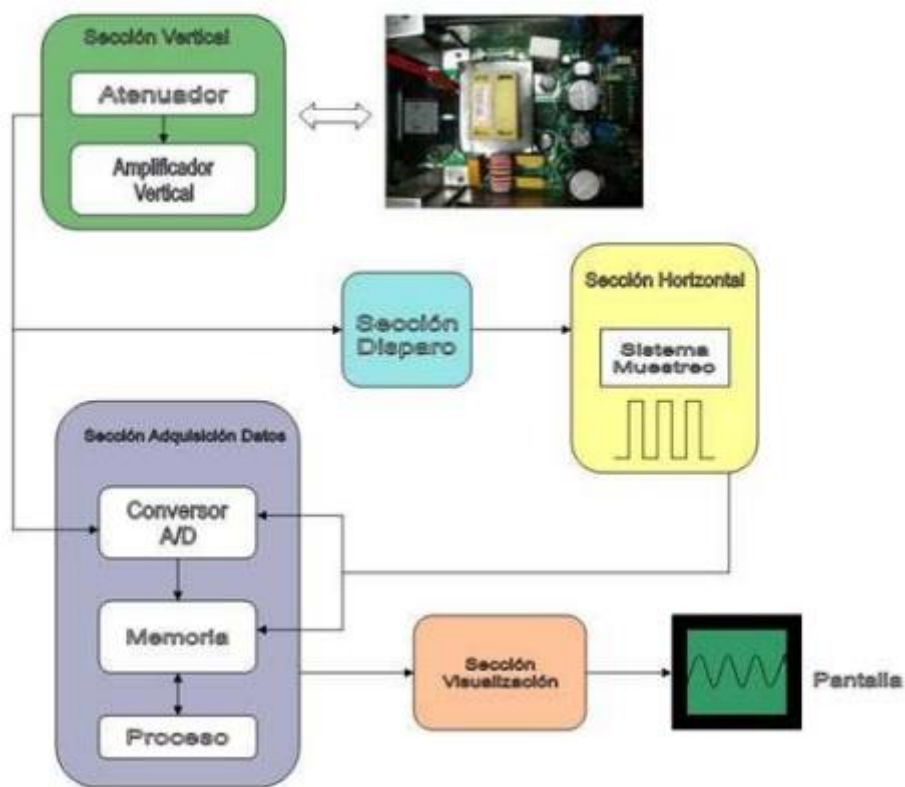 Sección Vertical
Atenuador
Amplificador
Vertical
Sección
Disparo
Sección Horizontal
Sistema
Muestreo
Sección Adquisición Datos
Conversor
A/D
Memoria
Proceso
Sección
Visualización
Pantalla